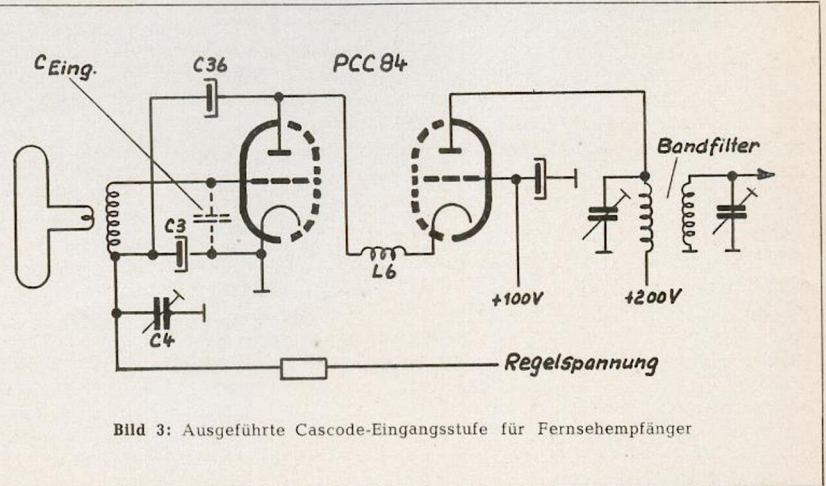 C Eing.
C36
PCC 84
Bandfilter
C3
L6
+100V
+200V
C4
Regelspannung
Bild 3: Ausgeführte Cascode-Eingangsstufe für Fernsehempfänger